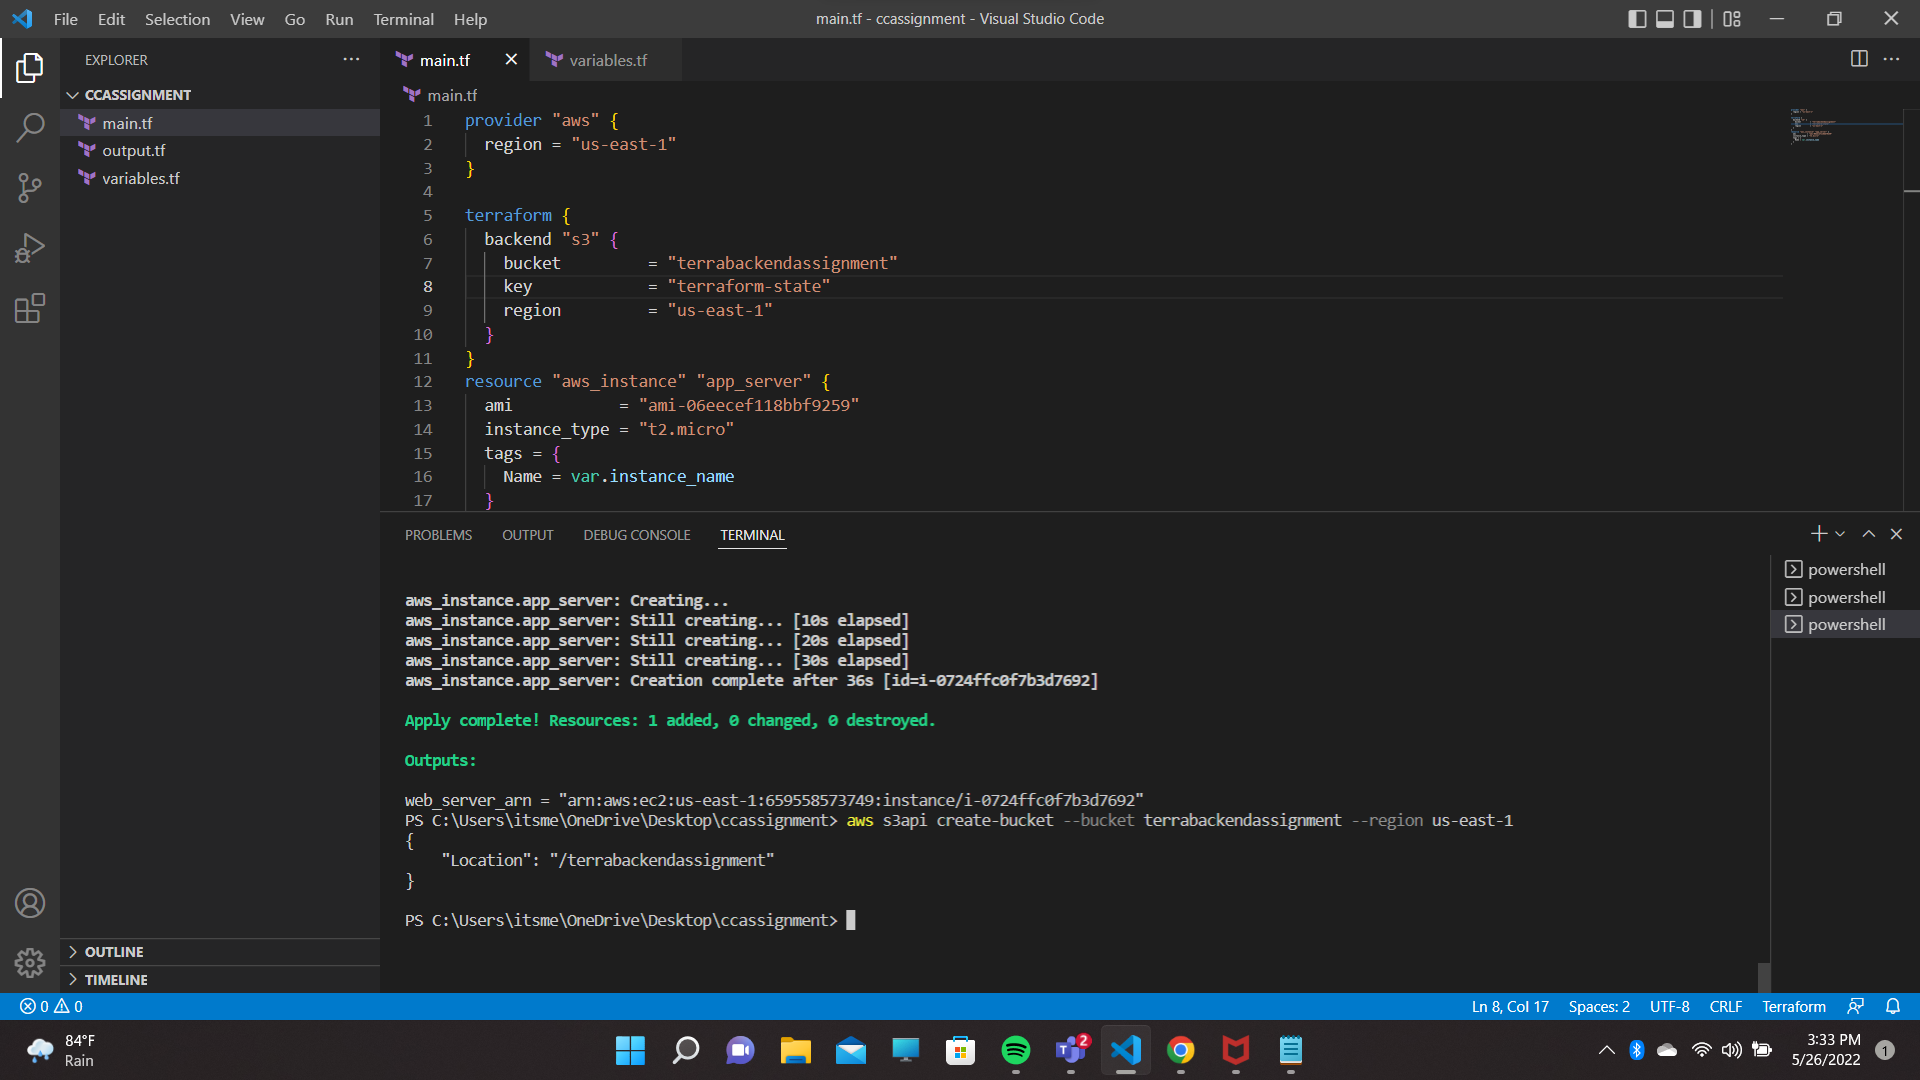 File Edit Selection View Go Run Terminal Help
main.tf - ccassignment - Visual Studio Code
EXPLORER
CCASSIGNMENT
main.tf
output.tf
variables.tf
OUTLINE
TIMELINE
main.tf variables.tf
main.tf
1 provider "aws" {
2 region = "us-east-1"
3 }
4
5 terraform {
6 backend "s3" {
7 bucket = "terrabackendassignment"
8 key = "terraform-state"
9 region = "us-east-1"
10 }
11 }
12 resource "aws_instance" "app_server" {
13 ami = "ami-06eecef118bbf9259"
14 instance_type = "t2.micro"
15 tags = {
16 Name = var.instance_name
17 }
PROBLEMS OUTPUT DEBUG CONSOLE TERMINAL
aws_instance.app_server: Creating...
aws_instance.app_server: Still creating... [10s elapsed]
aws_instance.app_server: Still creating... [20s elapsed]
aws_instance.app_server: Still creating... [30s elapsed]
aws_instance.app_server: Creation complete after 36s [id=i-0724ffc0f7b3d7692]
Apply complete! Resources: 1 added, 0 changed, 0 destroyed.
Outputs:
web_server_arn = "arn:aws:ec2:us-east-1:659558573749:instance/i-0724ffc0f7b3d7692"
PS C:\Users\itsme\OneDrive\Desktop\ccassignment> aws s3api create-bucket --bucket terrabackendassignment --region us-east-1
{
"Location": "/terrabackendassignment"
}
PS C:\Users\itsme\OneDrive\Desktop\ccassignment>
powershell
powershell
powershell
0 0
Ln 8, Col 17 Spaces: 2 UTF-8 CRLF Terraform
84°F
Rain
2
3:33 PM
5/26/2022
1